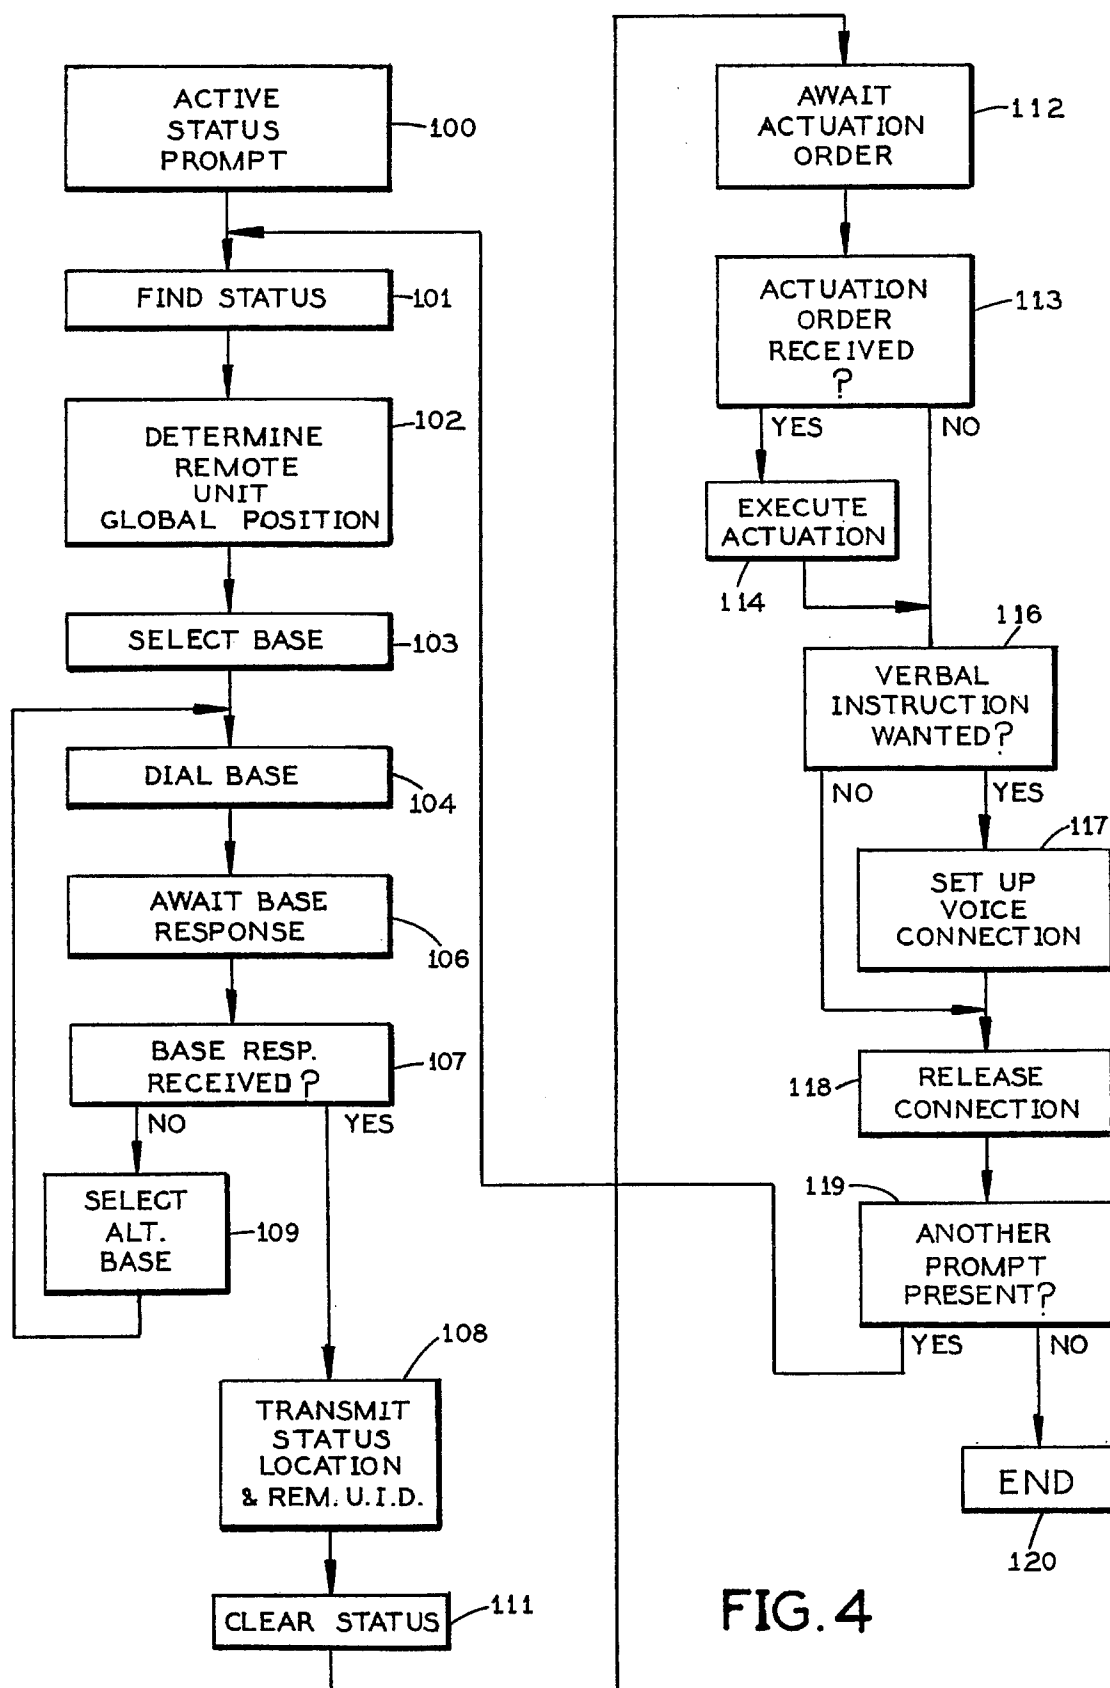 ACTIVE
STATUS
PROMPT
100
FIND STATUS
101
DETERMINE
REMOTE
UNIT
GLOBAL POSITION
102
SELECT BASE
103
DIAL BASE
104
AWAIT BASE
RESPONSE
106
BASE RESP.
RECEIVED?
107
NO
YES
SELECT
ALT.
BASE
109
108
TRANSMIT
STATUS
LOCATION
& REM. U.I.D.
CLEAR STATUS
111
AWAIT
ACTUATION
ORDER
112
ACTUATION
ORDER
RECEIVED
?
113
YES
NO
EXECUTE
ACTUATION
114
116
VERBAL
INSTRUCTION
WANTED?
NO
YES
117
SET UP
VOICE
CONNECTION
118
RELEASE
CONNECTION
119
ANOTHER
PROMPT
PRESENT?
YES
NO
END
120
FIG. 4